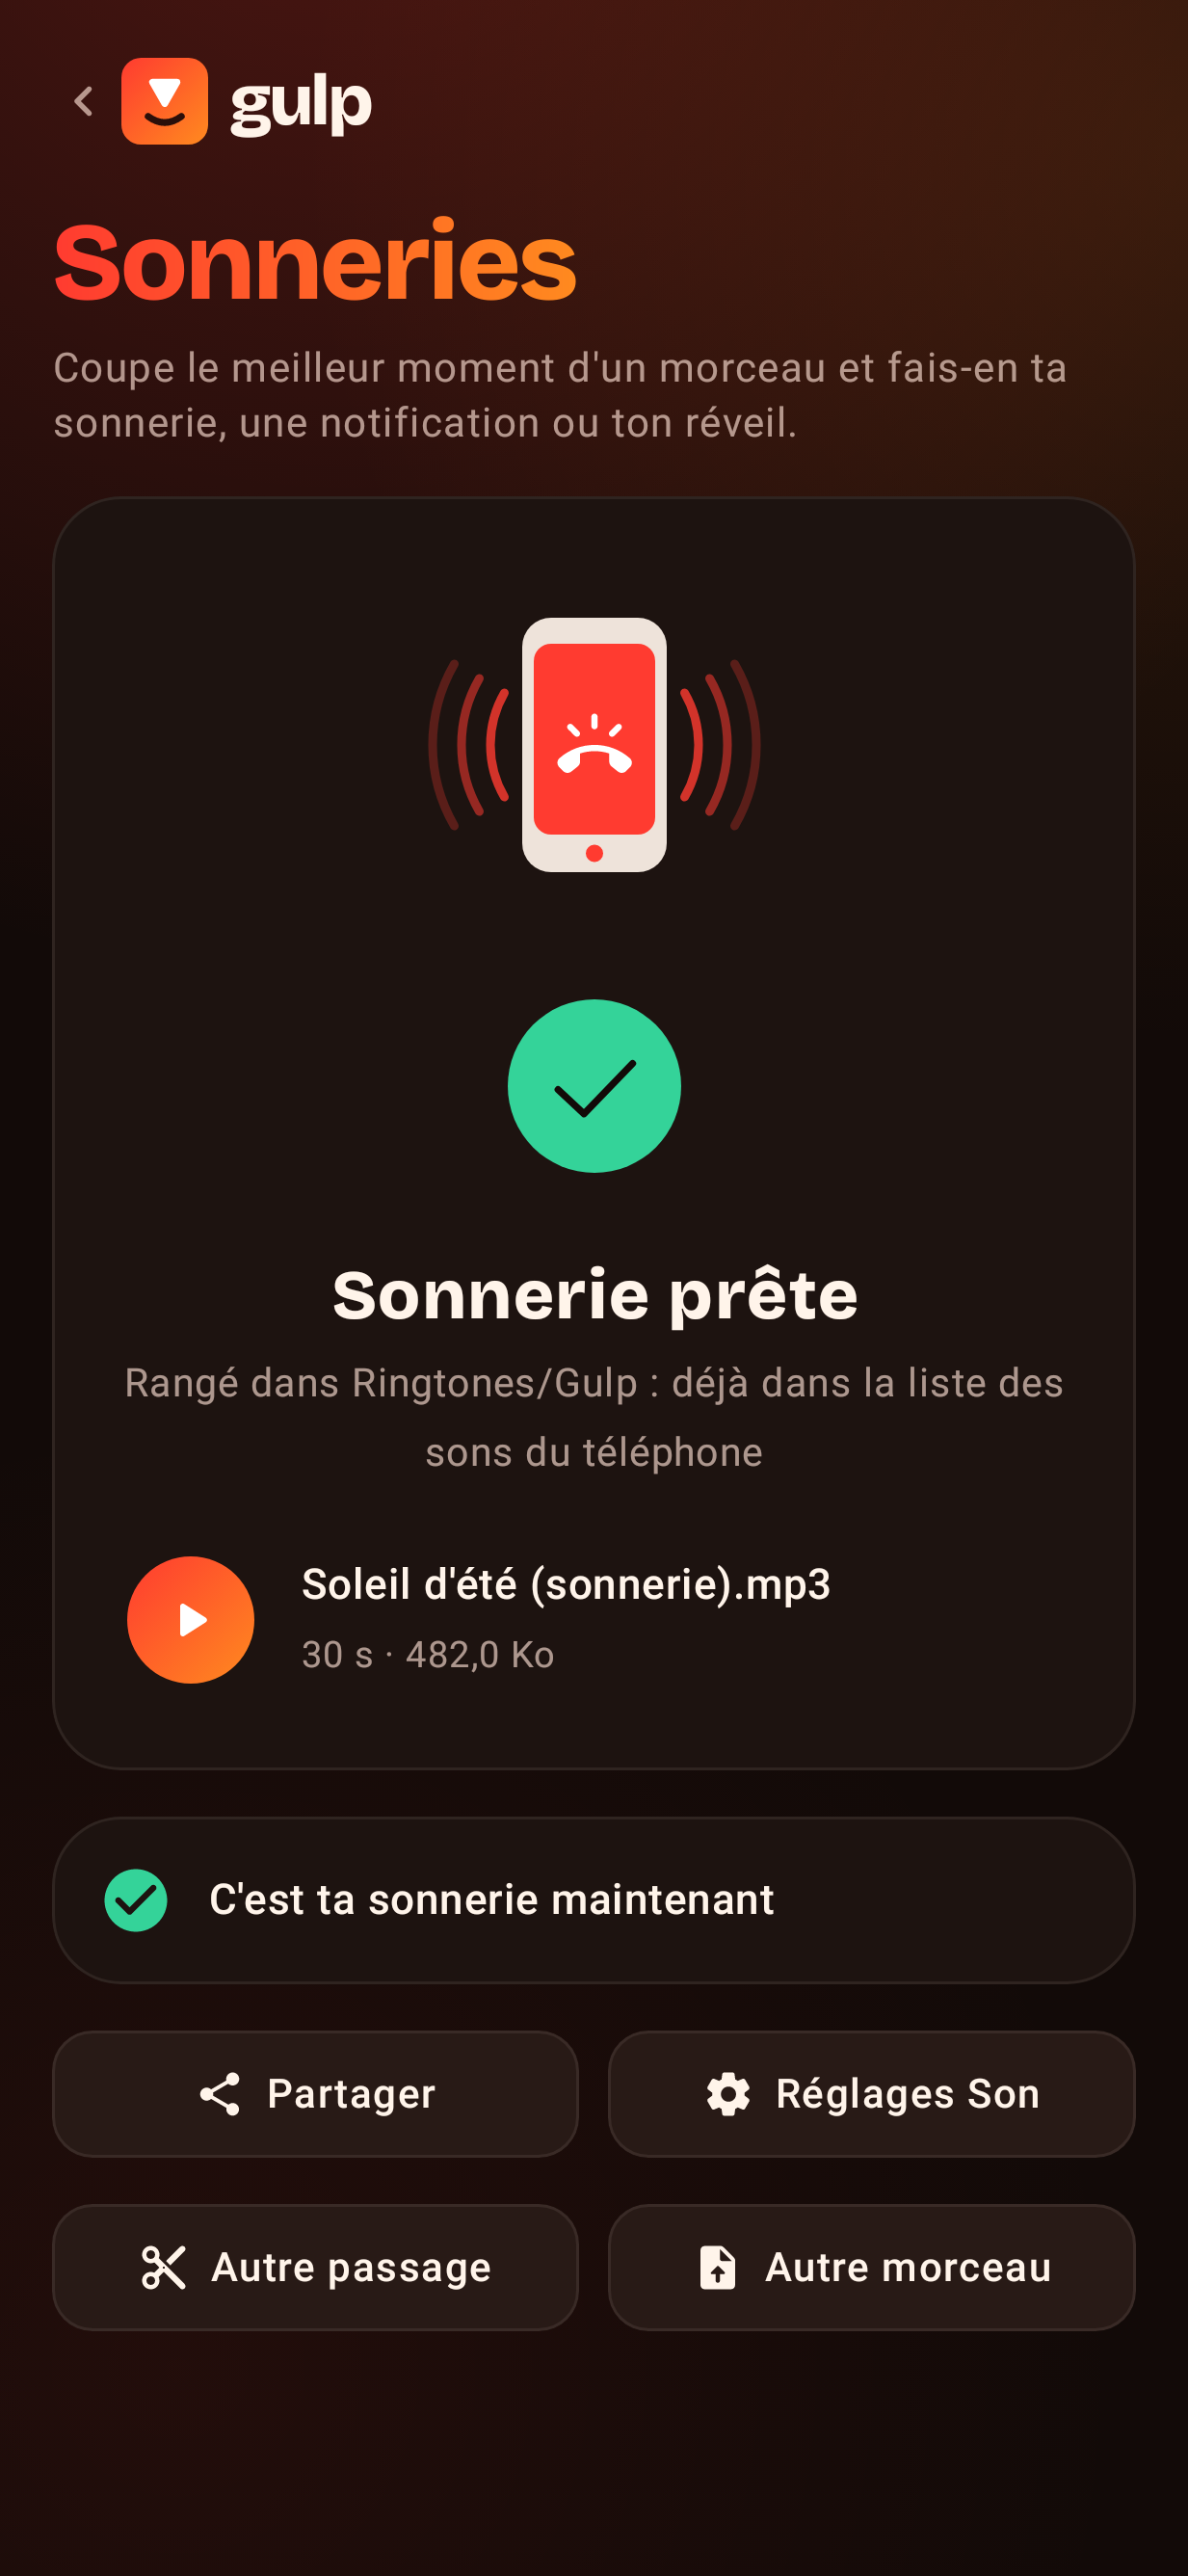 gulp
Sonneries
Coupe le meilleur moment d'un morceau et fais-en ta
sonnerie, une notification ou ton réveil.
Sonnerie prête
Rangé dans Ringtones/Gulp : déjà dans la liste des
sons du téléphone
Soleil d'été (sonnerie).mp3
30 s · 482,0 Ko
C'est ta sonnerie maintenant
Partager
Réglages Son
Autre passage
Autre morceau